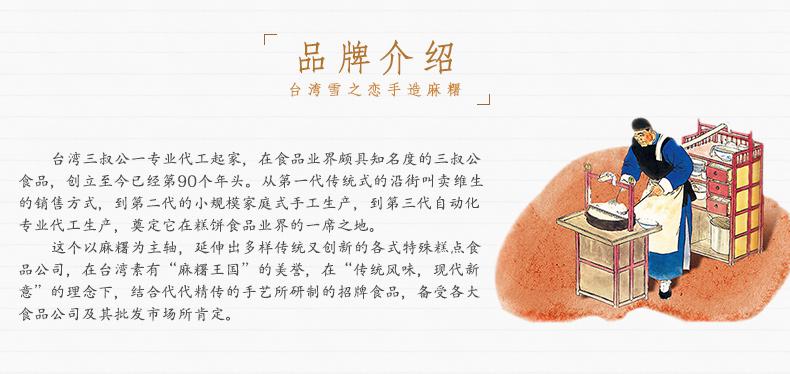 品牌介绍
台湾雪之恋手造麻糬
台湾三叔公一专业代工起家，在食品业界颇具知名度的三叔公
食品，创立至今已经第90个年头。从第一代传统式的沿街叫卖维生
的销售方式，到第二代的小规模家庭式手工生产，到第三代自动化
专业代工生产，奠定它在糕饼食品业界的一席之地。
这个以麻糬为主轴，延伸出多样传统又创新的各式特殊糕点食
品公司，在台湾素有“麻糬王国”的美誉，在“传统风味，现代新
意”的理念下，结合代代精传的手艺所研制的招牌食品，备受各大
食品公司及其批发市场所肯定。